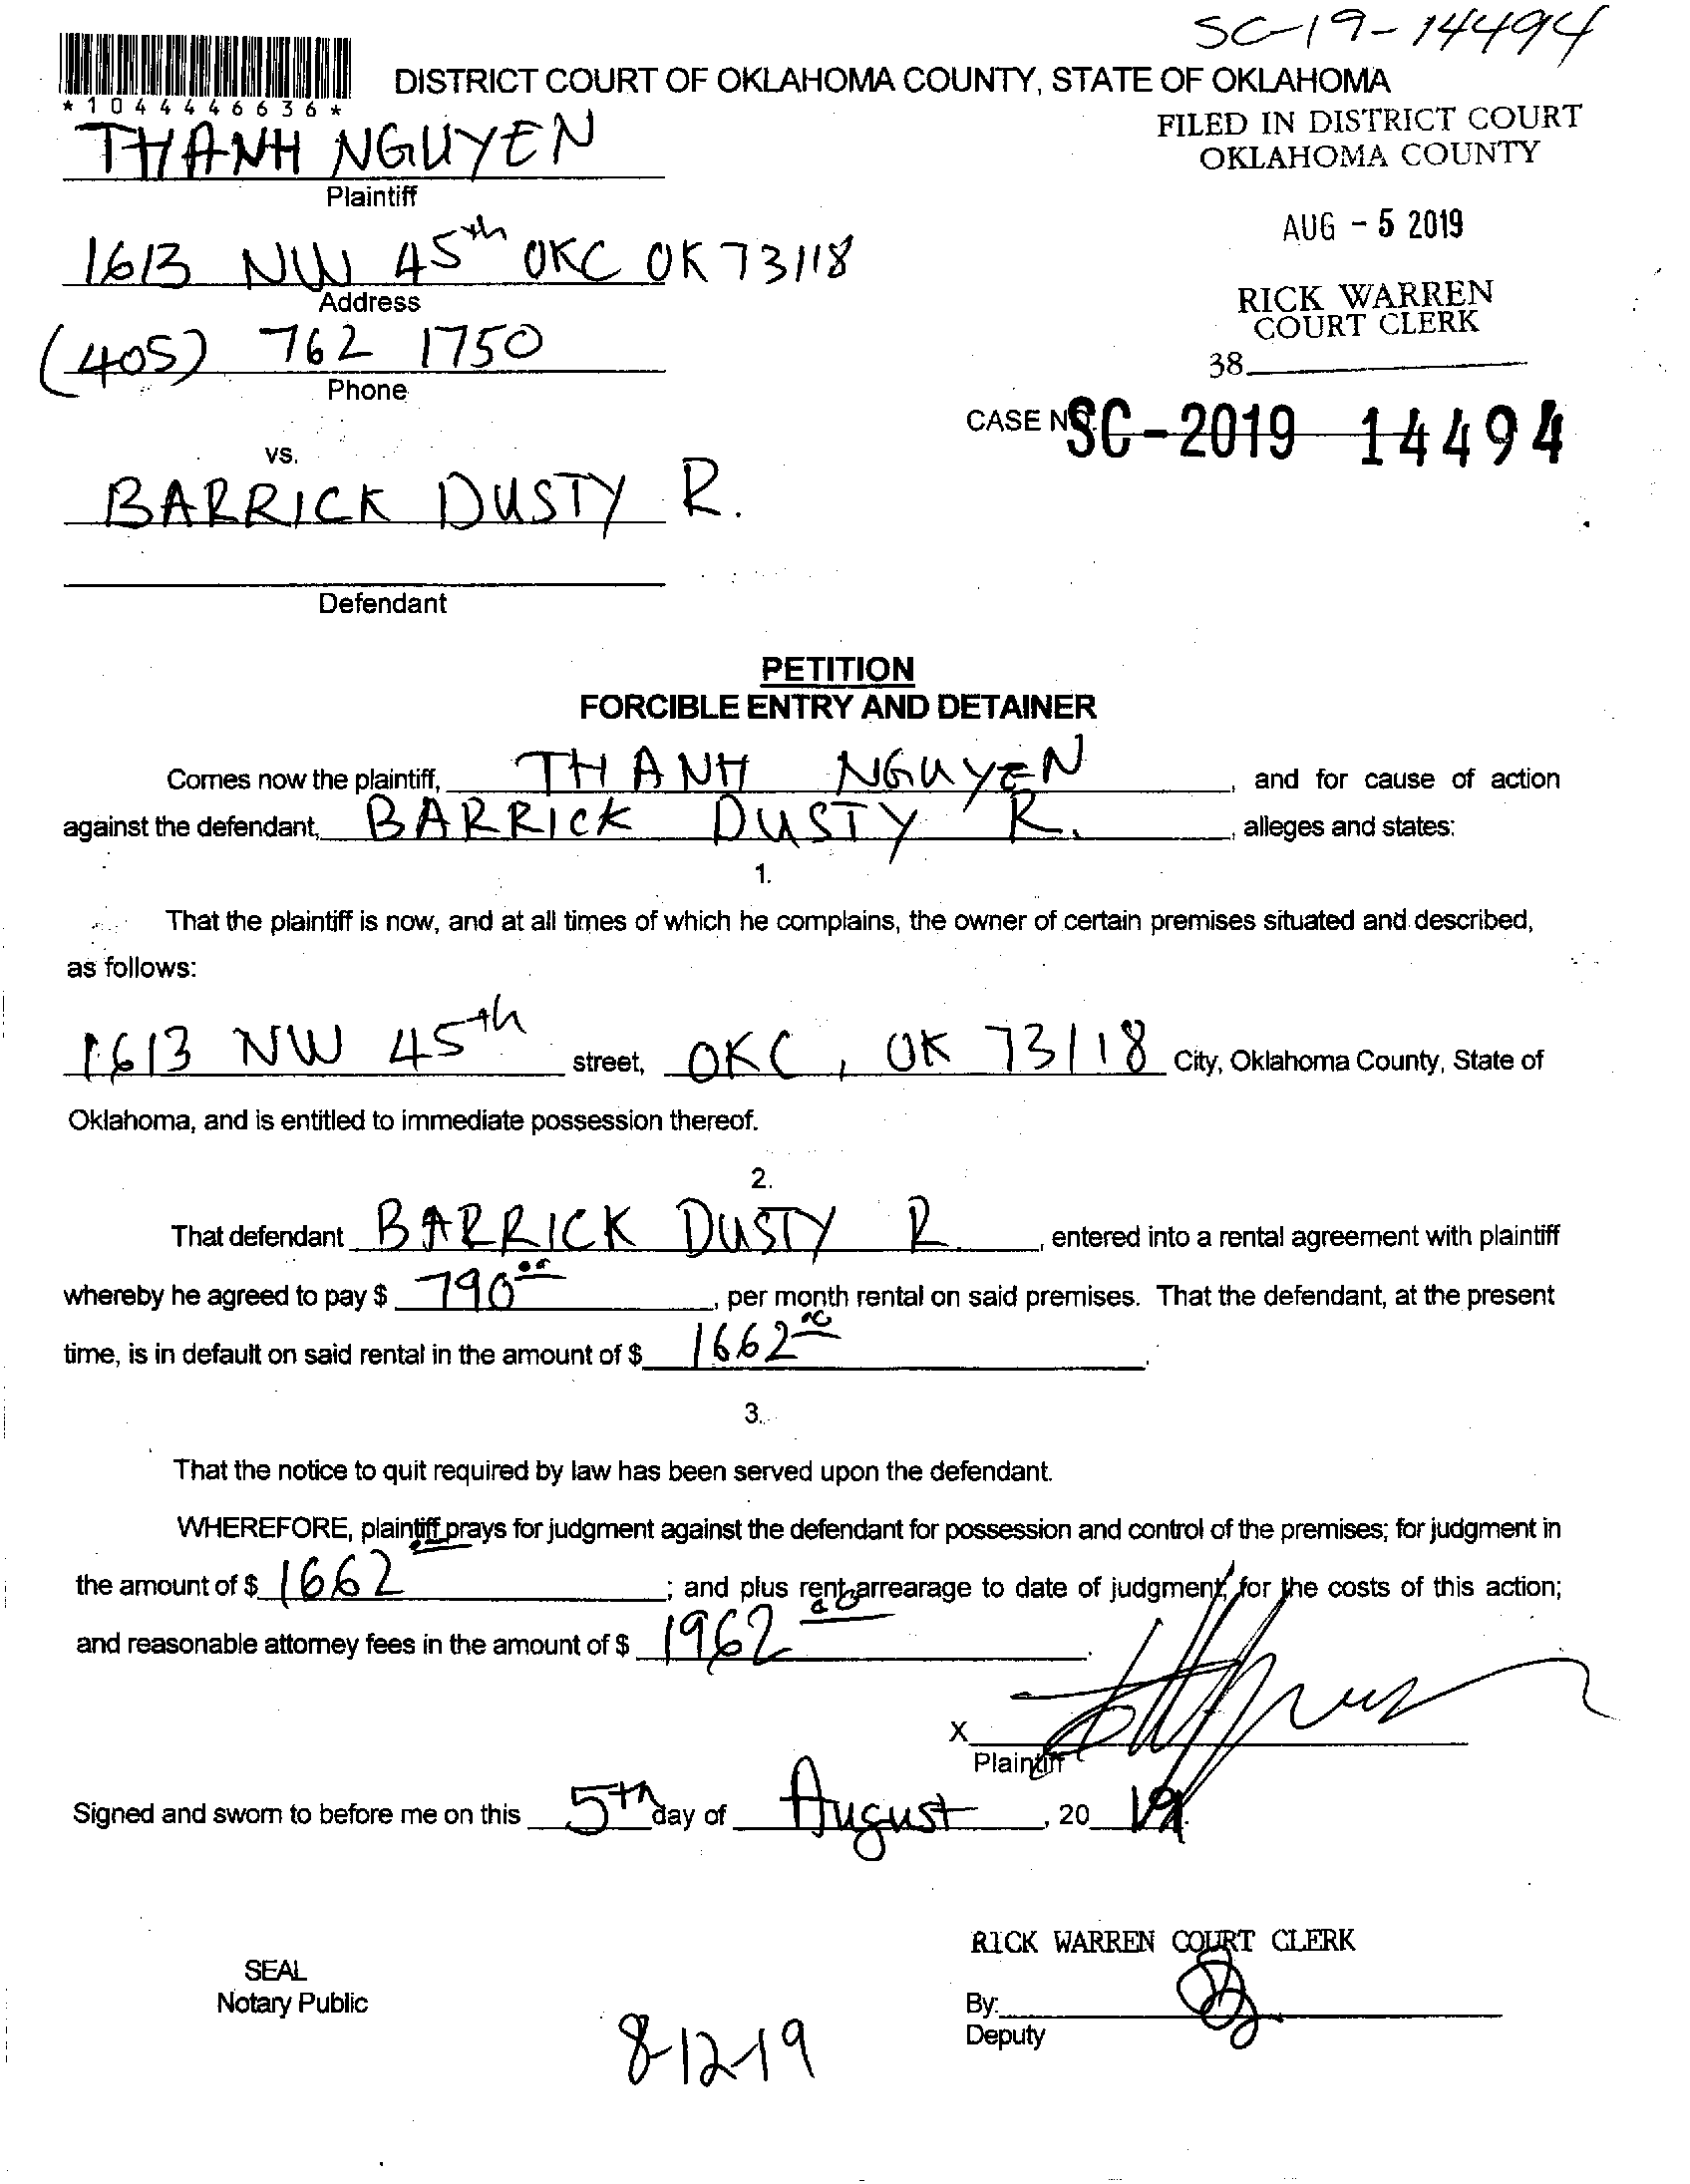 SC-19-14494
DISTRICT COURT OF OKLAHOMA COUNTY, STATE OF OKLAHOMA
*1044446636*
FILED IN DISTRICT COURT
OKLAHOMA COUNTY
THANH NGUYEN
Plaintiff
AUG - 5 2019
1613 NW 45th OKC OK 73118
Address
RICK WARREN
COURT CLERK
(405) 762 1750
Phone
38
CASE NO. SC-2019 14494
vs.
BARRICK DUSTY R.
Defendant
PETITION
FORCIBLE ENTRY AND DETAINER
Comes now the plaintiff, THANH NGUYEN, and for cause of action
against the defendant, BARRICK DUSTY R., alleges and states:
1.
That the plaintiff is now, and at all times of which he complains, the owner of certain premises situated and described,
as follows:
1613 NW 45th street, OKC, OK 73118 City, Oklahoma County, State of
Oklahoma, and is entitled to immediate possession thereof.
2.
That defendant BARRICK DUSTY R., entered into a rental agreement with plaintiff
whereby he agreed to pay $ 790.00, per month rental on said premises. That the defendant, at the present
time, is in default on said rental in the amount of $ 1662.00.
3.
That the notice to quit required by law has been served upon the defendant.
WHEREFORE, plaintiff prays for judgment against the defendant for possession and control of the premises; for judgment in
the amount of $ 1662.00; and plus rent arrearage to date of judgment; for the costs of this action;
and reasonable attorney fees in the amount of $ 1962.00.
X
Plaintiff
Signed and sworn to before me on this 5th day of August, 2019.
RICK WARREN COURT CLERK
SEAL
Notary Public
By:
Deputy
8-12-19